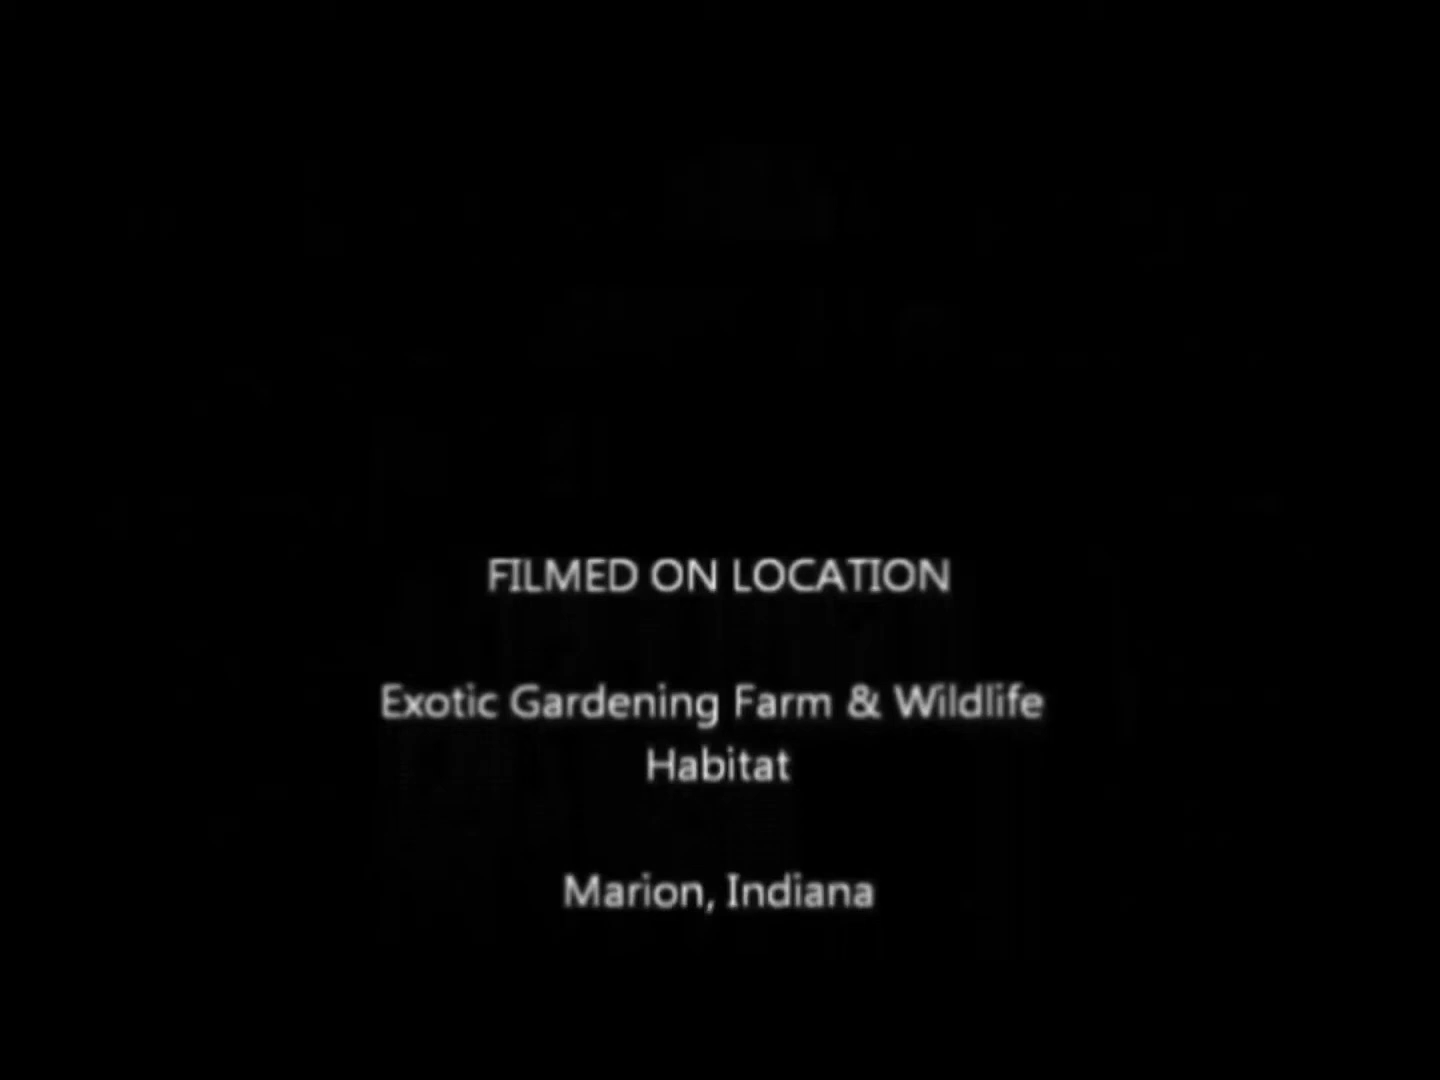 FILMED ON LOCATION
Exotic Gardening Farm & Wildlife
Habitat
Marion, Indiana